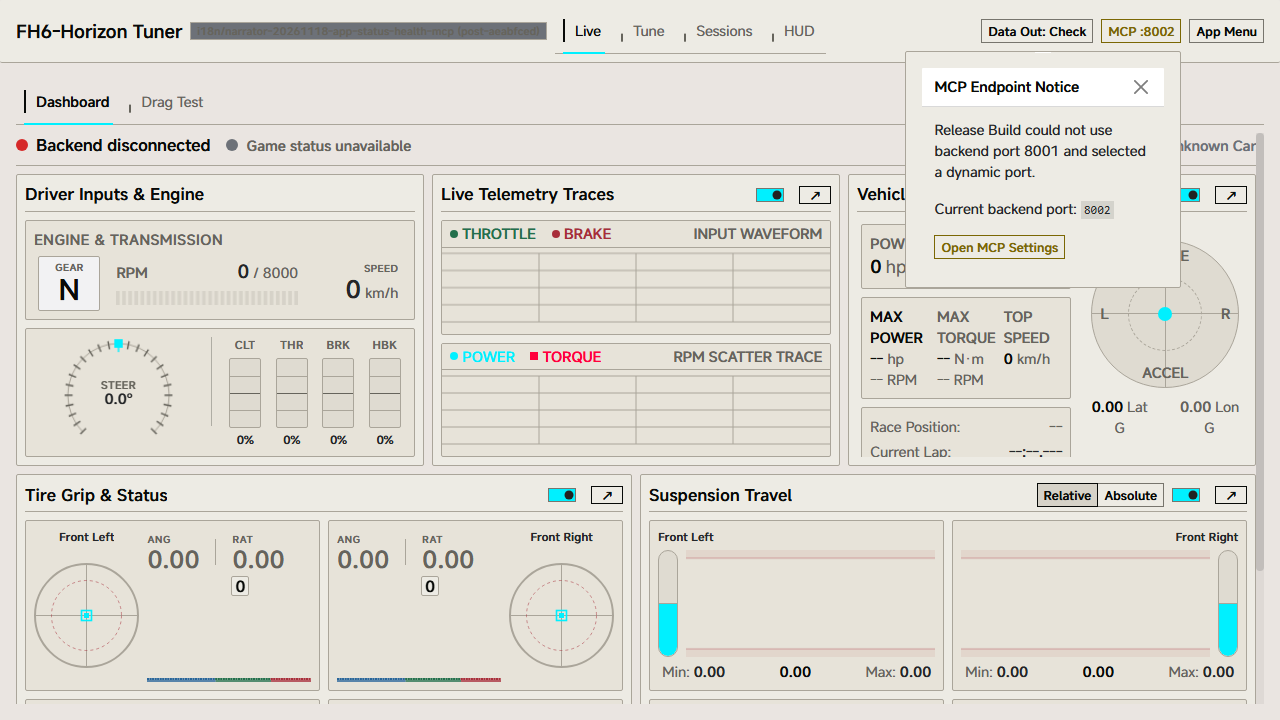 FH6-Horizon Tuner
Live
Tune
Sessions
HUD
Data Out: Check
MCP :8002
App Menu
MCP Endpoint Notice
Release Build could not use
backend port 8001 and selected
a dynamic port.
Current backend port: 8002
Open MCP Settings
Dashboard
Drag Test
Backend disconnected
Game status unavailable
Driver Inputs & Engine
ENGINE & TRANSMISSION
GEAR
N
RPM
0 / 8000
SPEED
0 km/h
STEER
0.0°
CLT THR BRK HBK
0% 0% 0% 0%
Live Telemetry Traces
↗
THROTTLE BRAKE INPUT WAVEFORM
POWER TORQUE RPM SCATTER TRACE
↗
0 hp
MAX POWER
-- hp
-- RPM
MAX TORQUE
-- N·m
-- RPM
TOP SPEED
0 km/h
Race Position: --
Current Lap: --:--.---
L R
ACCEL
0.00 Lat G
0.00 Lon G
Tire Grip & Status
↗
Front Left
ANG
0.00
RAT
0.00
0
ANG
0.00
RAT
0.00
0
Front Right
Suspension Travel
Relative Absolute
↗
Front Left
Min: 0.00 0.00 Max: 0.00
Front Right
Min: 0.00 0.00 Max: 0.00